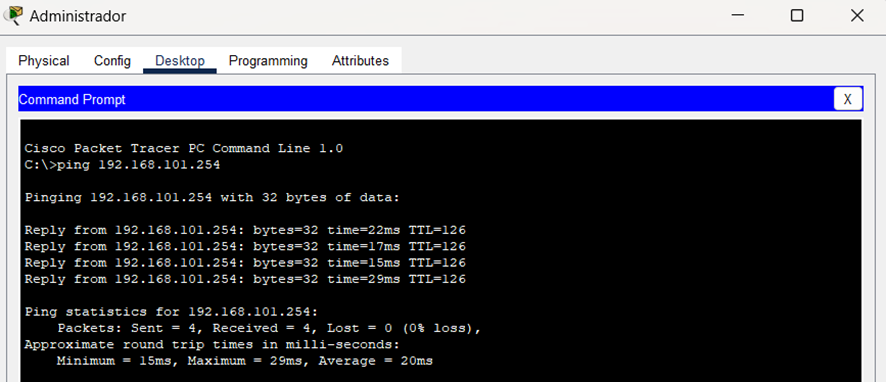 Administrador
Physical Config Desktop Programming Attributes
Command Prompt X
Cisco Packet Tracer PC Command Line 1.0
C:\>ping 192.168.101.254
Pinging 192.168.101.254 with 32 bytes of data:
Reply from 192.168.101.254: bytes=32 time=22ms TTL=126
Reply from 192.168.101.254: bytes=32 time=17ms TTL=126
Reply from 192.168.101.254: bytes=32 time=15ms TTL=126
Reply from 192.168.101.254: bytes=32 time=29ms TTL=126
Ping statistics for 192.168.101.254:
Packets: Sent = 4, Received = 4, Lost = 0 (0% loss),
Approximate round trip times in milli-seconds:
Minimum = 15ms, Maximum = 29ms, Average = 20ms